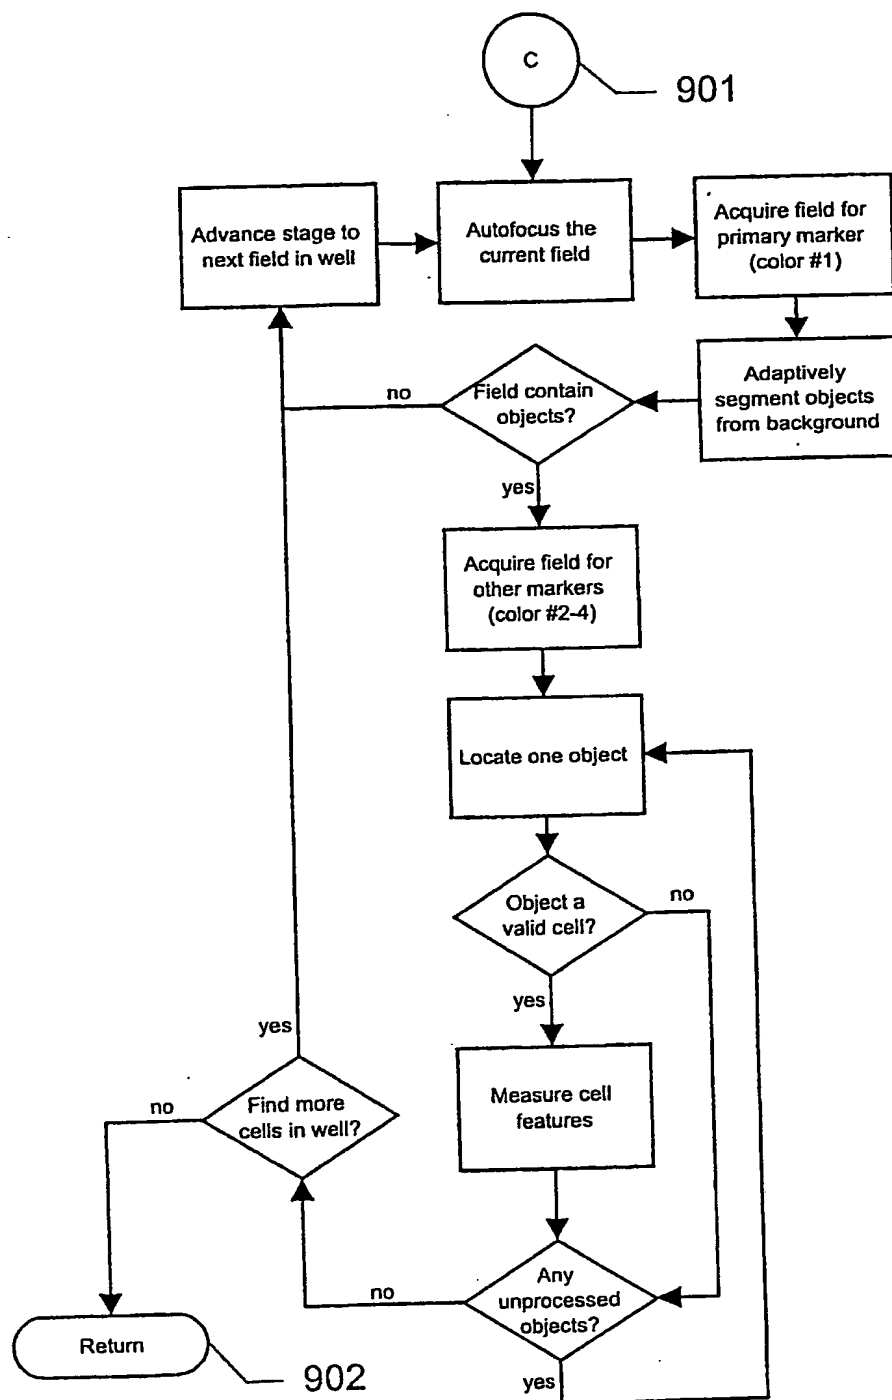 C
901
Advance stage to
next field in well
Autofocus the
current field
Acquire field for
primary marker
(color #1)
Adaptively
segment objects
from background
Field contain
objects?
no
yes
Acquire field for
other markers
(color #2-4)
Locate one object
Object a
valid cell?
no
yes
Measure cell
features
yes
Find more
cells in well?
no
Any
unprocessed
objects?
no
yes
Return
902